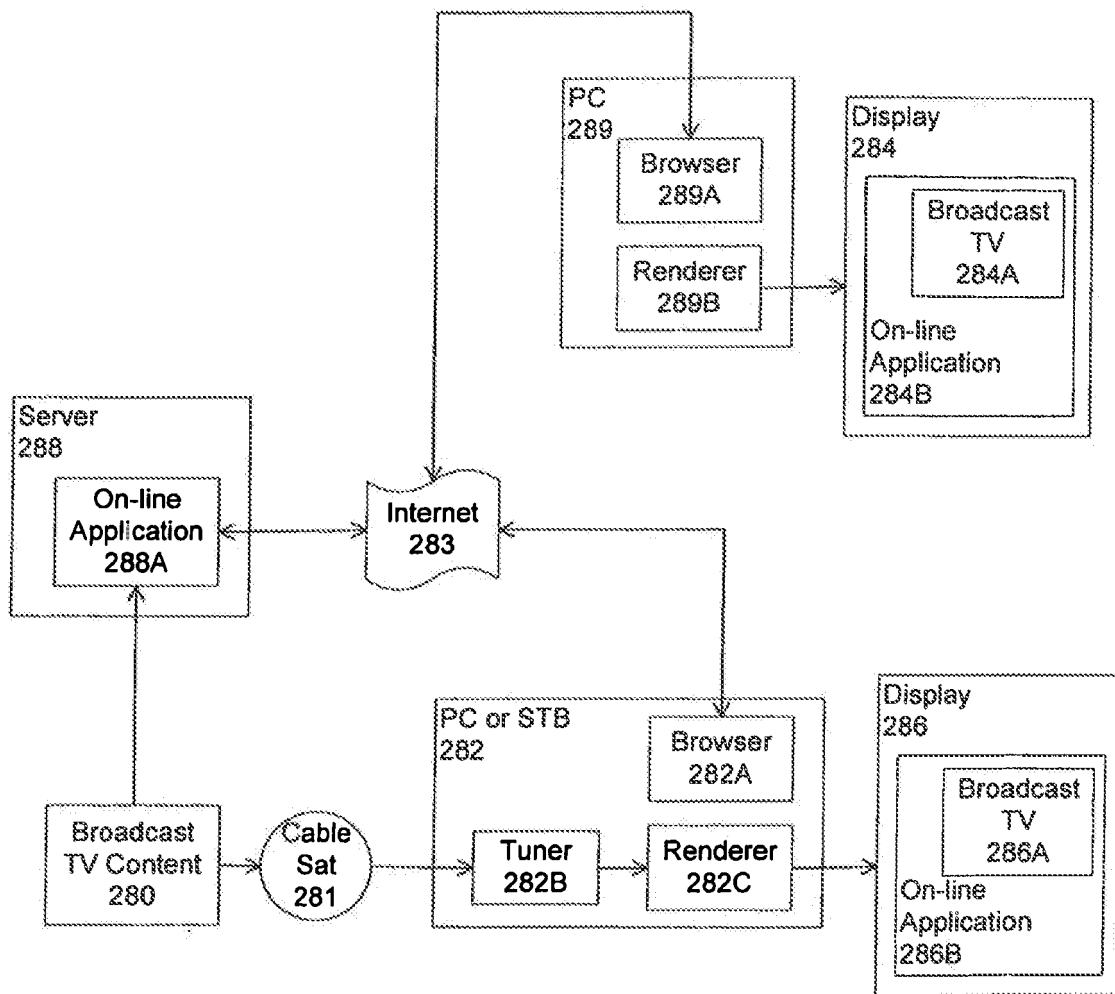 PC
289
Browser
289A
Renderer
289B
Display
284
Broadcast
TV
284A
On-line
Application
284B
Server
288
On-line
Application
288A
Internet
283
PC or STB
282
Browser
282A
Tuner
282B
Renderer
282C
Display
286
Broadcast
TV
286A
On-line
Application
286B
Broadcast
TV Content
280
Cable
Sat
281